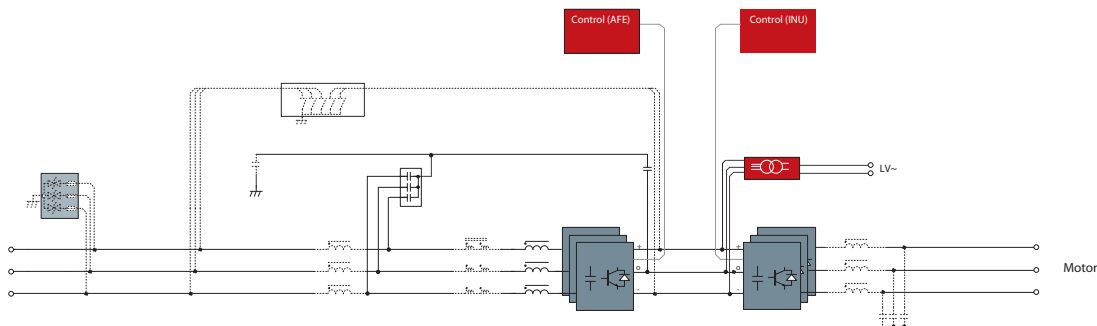 Control (AFE)
Control (INU)
LV~
+
o
-
+
o
-
Motor